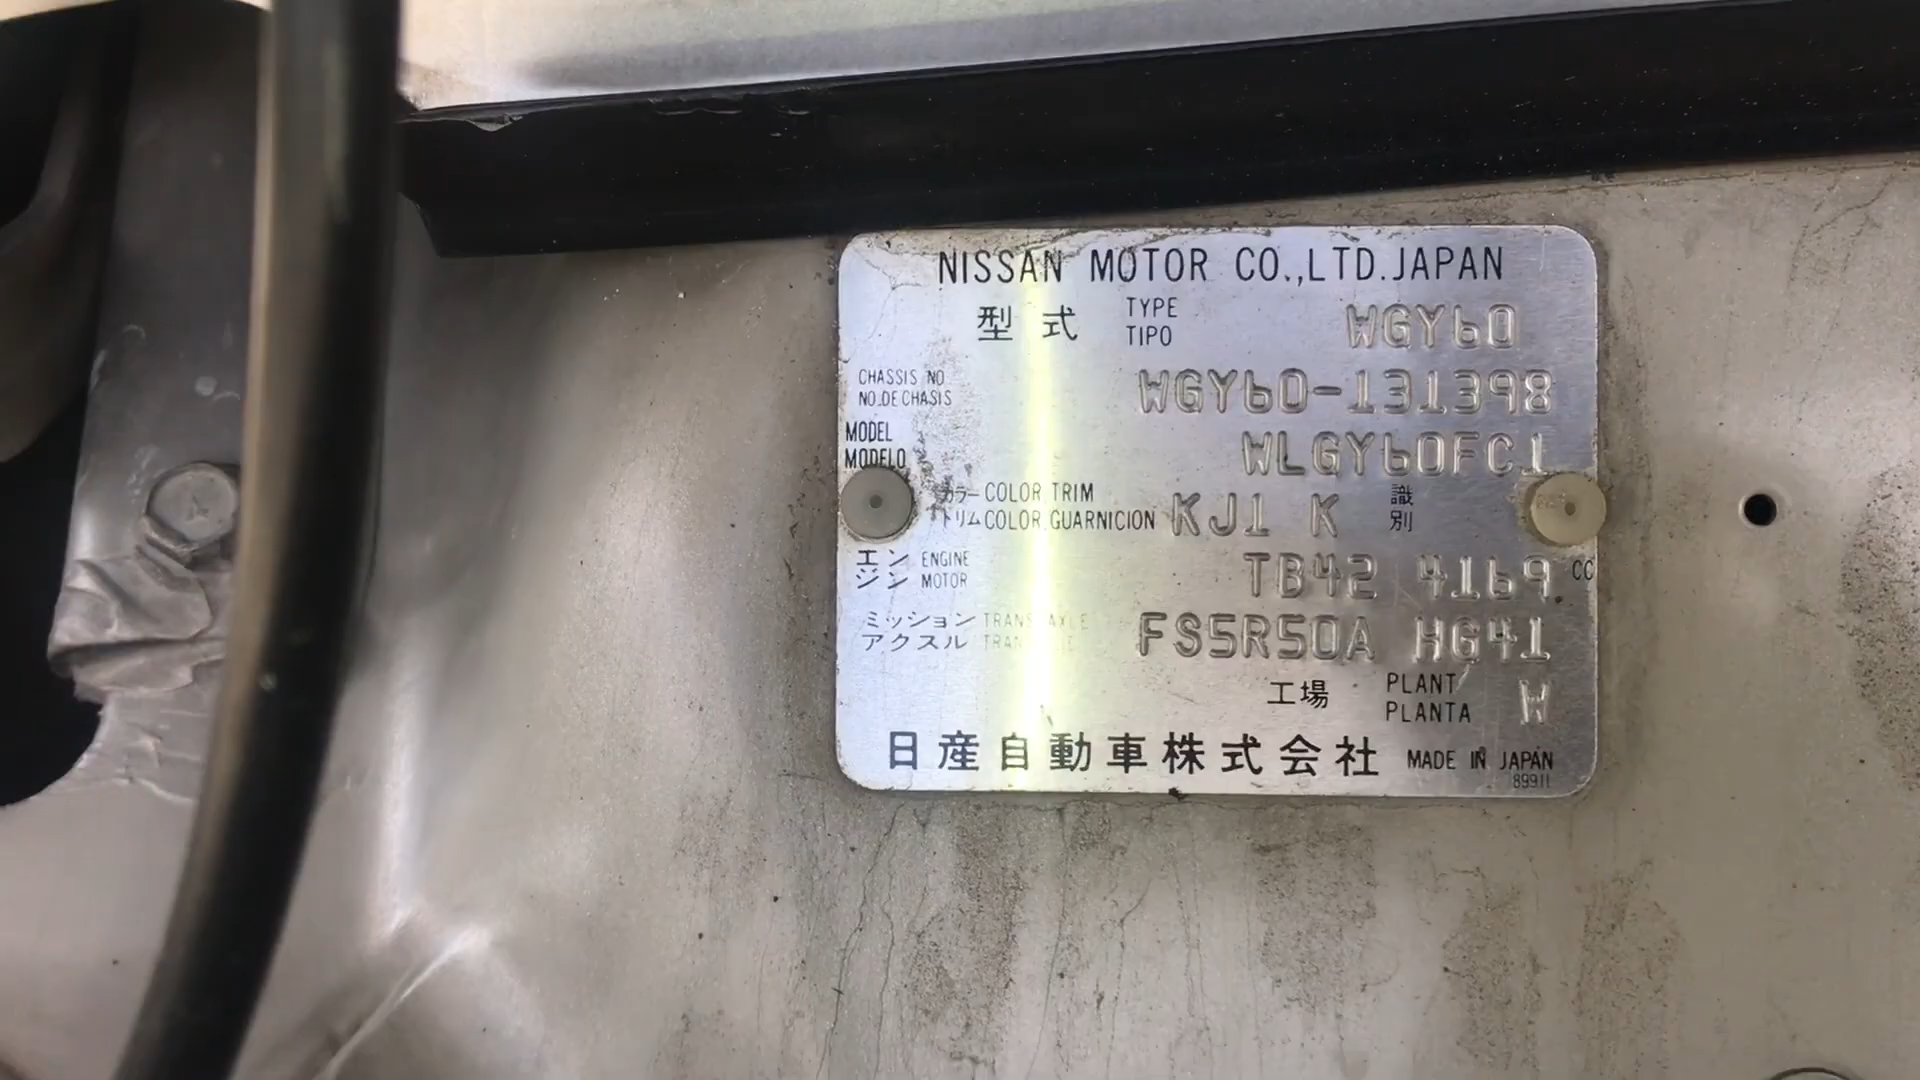 NISSAN MOTOR CO.,LTD.JAPAN
型 式 TYPE TIPO WGY60
CHASSIS NO NO.DE CHASIS WGY60-131398
MODEL MODELO WLGY60FC1
カラー COLOR TRIM トリム COLOR GUARNICION KJ1 K 識別
エンジン ENGINE MOTOR TB42 4169 CC
ミッション アクスル FS5R50A HG41
工場 PLANT PLANTA W
日産自動車株式会社 MADE IN JAPAN
89911